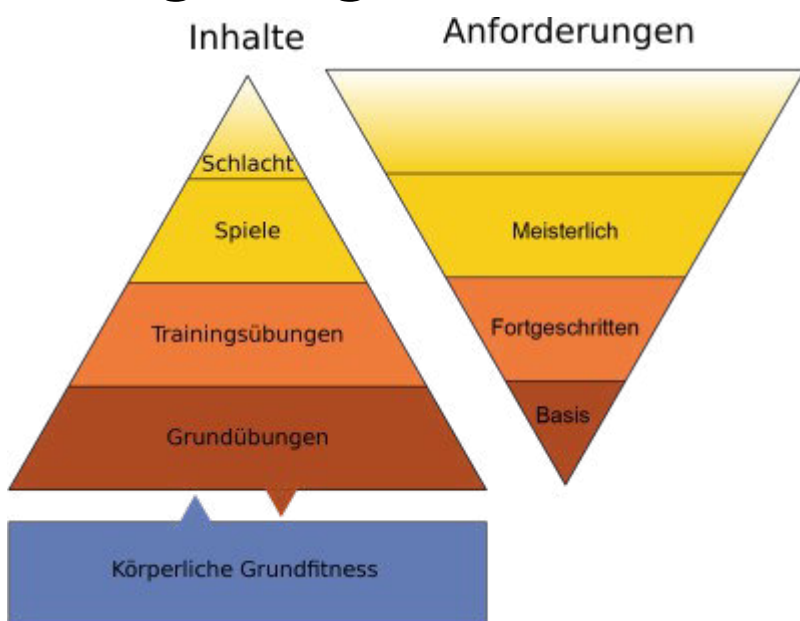 Inhalte
Anforderungen
Schlacht
Spiele
Trainingsübungen
Grundübungen
Körperliche Grundfitness
Meisterlich
Fortgeschritten
Basis